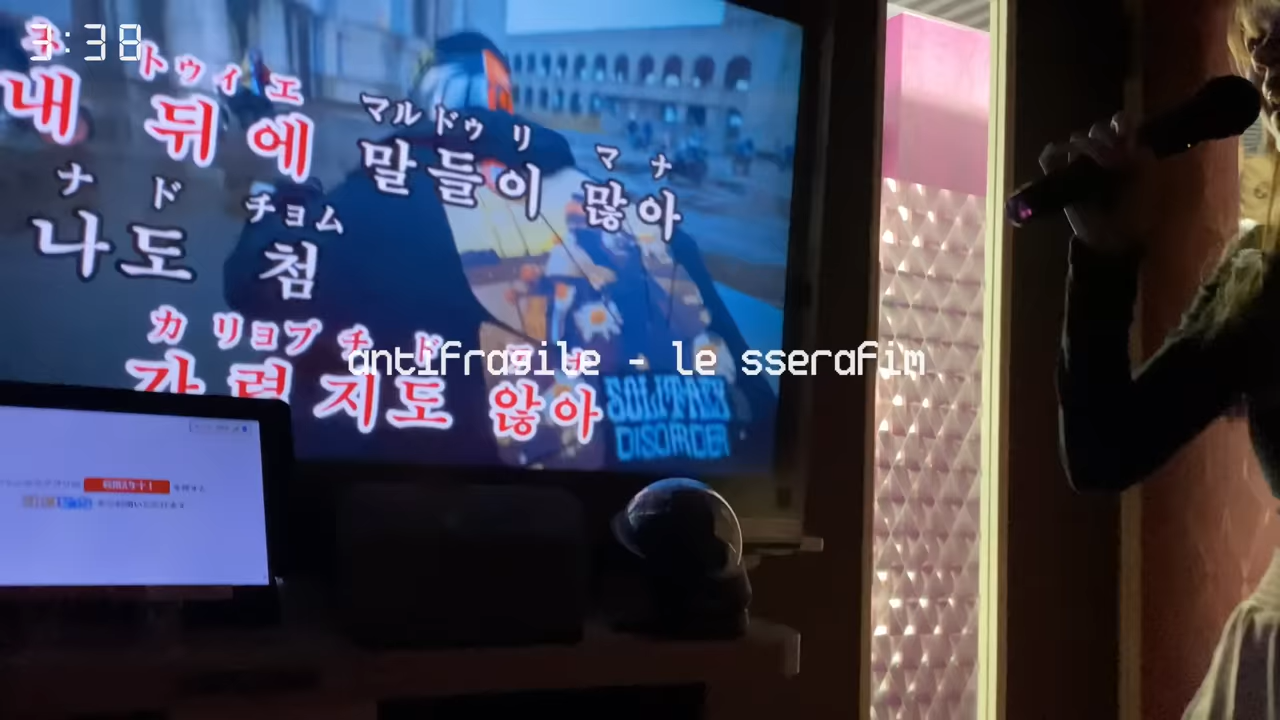 3:38
トゥィ エ
내 뒤에
マル ドゥ リ マ ナ
말들이 많아
ナ ド チョム
나도 첨
カ リョプ チ ド
가렵지도 않아
antifragile - le sserafim
SOLITARY
DISORDER